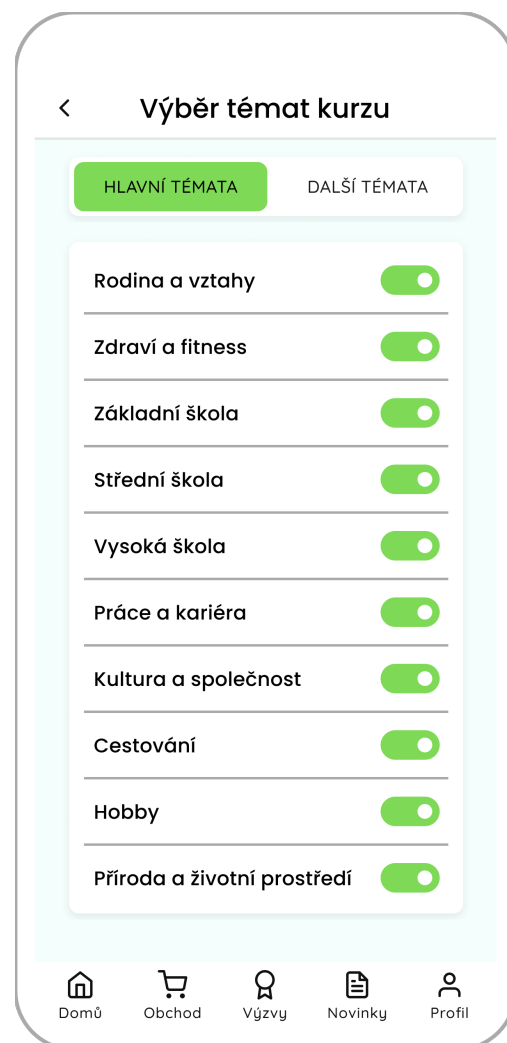 Výběr témat kurzu
HLAVNÍ TÉMATA
DALŠÍ TÉMATA
Rodina a vztahy
Zdraví a fitness
Základní škola
Střední škola
Vysoká škola
Práce a kariéra
Kultura a společnost
Cestování
Hobby
Příroda a životní prostředí
Domů
Obchod
Výzvy
Novinky
Profil